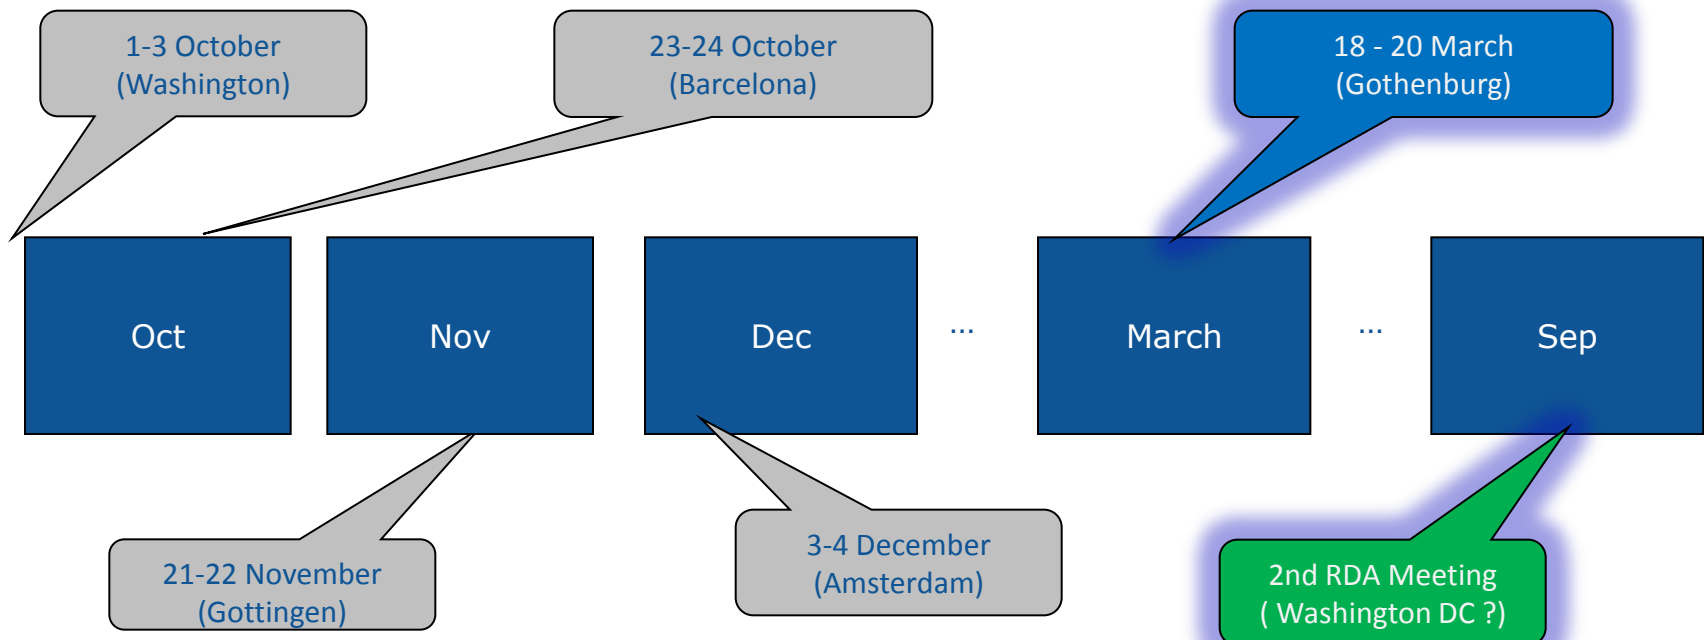 1-3 October
(Washington)
23-24 October
(Barcelona)
18 - 20 March
(Gothenburg)
Oct
Nov
Dec
...
March
...
Sep
21-22 November
(Gottingen)
3-4 December
(Amsterdam)
2nd RDA Meeting
( Washington DC ?)